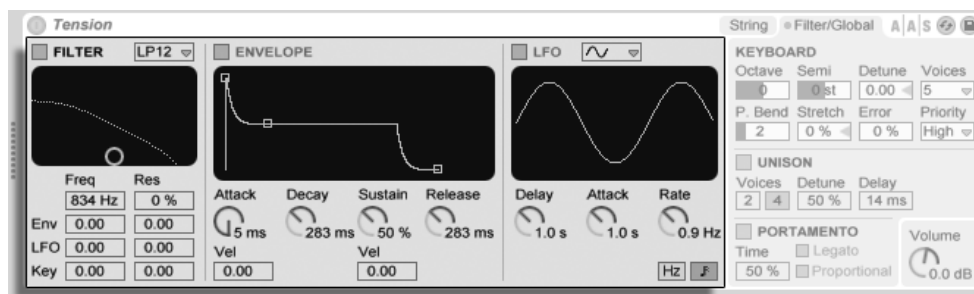 Tension
String Filter/Global A A S
FILTER LP12
Freq Res
834 Hz 0 %
Env 0.00 0.00
LFO 0.00 0.00
Key 0.00 0.00
ENVELOPE
Attack Decay Sustain Release
5 ms 283 ms 50 % 283 ms
Vel Vel
0.00 0.00
LFO
Delay Attack Rate
1.0 s 1.0 s 0.9 Hz
Hz
KEYBOARD
Octave Semi Detune Voices
0 0 st 0.00 5
P. Bend Stretch Error Priority
2 0 % 0 % High
UNISON
Voices Detune Delay
2 4 50 % 14 ms
PORTAMENTO
Time Legato
50 % Proportional
Volume
0.0 dB